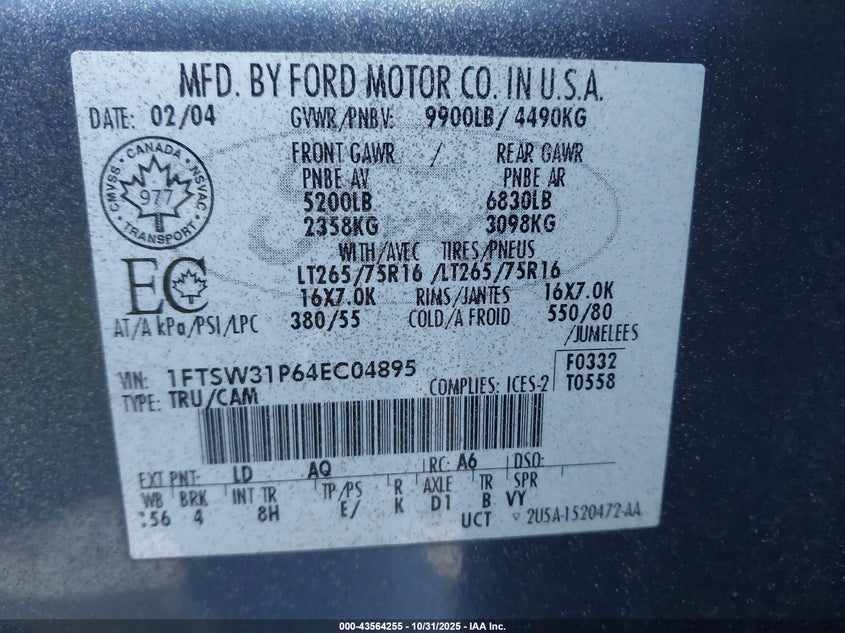 MFD. BY FORD MOTOR CO. IN U.S.A.
DATE: 02/04 GVWR/PNBV: 9900LB/ 4490KG
CMVSS · CANADA · NSVAC · TRANSPORT
977
FRONT GAWR / REAR GAWR
PNBE AV PNBE AR
5200LB 6830LB
2358KG 3098KG
WITH/AVEC TIRES/PNEUS
LT265/75R16 /LT265/75R16
EC
16X7.0K RIMS/JANTES 16X7.0K
AT/A kPa/PSI/LPC 380/55 COLD/A FROID 550/80
/JUMELEES
VIN: 1FTSW31P64EC04895
COMPLIES: ICES-2
F0332
T0558
TYPE: TRU/CAM
EXT PNT: LD AQ RC: A6 DSO:
WB BRK INT TR TP/PS R AXLE TR SPR
56 4 8H E/ K D1 B VY
UCT 2U5A-1520472-AA
000-43564255 - 10/31/2025 - IAA Inc.